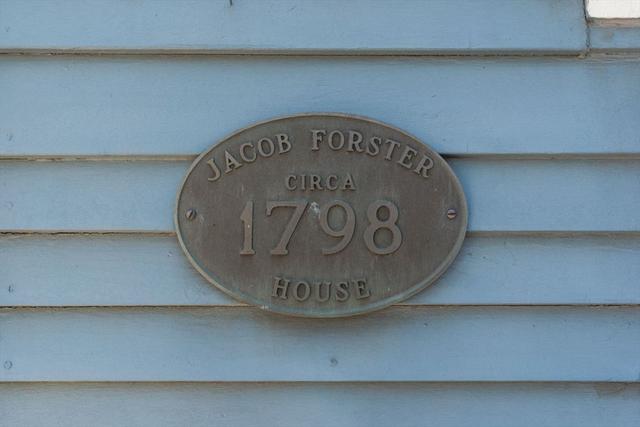 JACOB FORSTER
CIRCA
1798
HOUSE